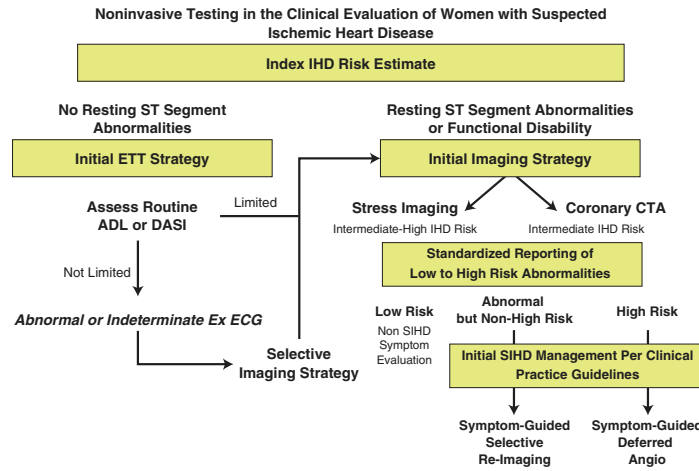 Noninvasive Testing in the Clinical Evaluation of Women with Suspected
Ischemic Heart Disease
Index IHD Risk Estimate
No Resting ST Segment
Abnormalities
Initial ETT Strategy
Assess Routine
ADL or DASI
Limited
Not Limited
Abnormal or Indeterminate Ex ECG
Selective
Imaging Strategy
Resting ST Segment Abnormalities
or Functional Disability
Initial Imaging Strategy
Stress Imaging
Intermediate-High IHD Risk
Coronary CTA
Intermediate IHD Risk
Standardized Reporting of
Low to High Risk Abnormalities
Low Risk
Non SIHD
Symptom
Evaluation
Abnormal
but Non-High Risk
High Risk
Initial SIHD Management Per Clinical
Practice Guidelines
Symptom-Guided
Selective
Re-Imaging
Symptom-Guided
Deferred
Angio